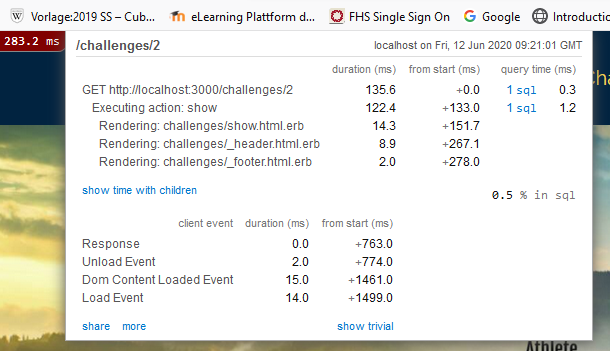 Vorlage:2019 SS – Cub... eLearning Plattform d... FHS Single Sign On Google Introductio
283.2 ms
/challenges/2 localhost on Fri, 12 Jun 2020 09:21:01 GMT
duration (ms) from start (ms) query time (ms)
GET http://localhost:3000/challenges/2 135.6 +0.0 1 sql 0.3
Executing action: show 122.4 +133.0 1 sql 1.2
Rendering: challenges/show.html.erb 14.3 +151.7
Rendering: challenges/_header.html.erb 8.9 +267.1
Rendering: challenges/_footer.html.erb 2.0 +278.0
show time with children 0.5 % in sql
client event duration (ms) from start (ms)
Response 0.0 +763.0
Unload Event 2.0 +774.0
Dom Content Loaded Event 15.0 +1461.0
Load Event 14.0 +1499.0
share more show trivial
Athlete